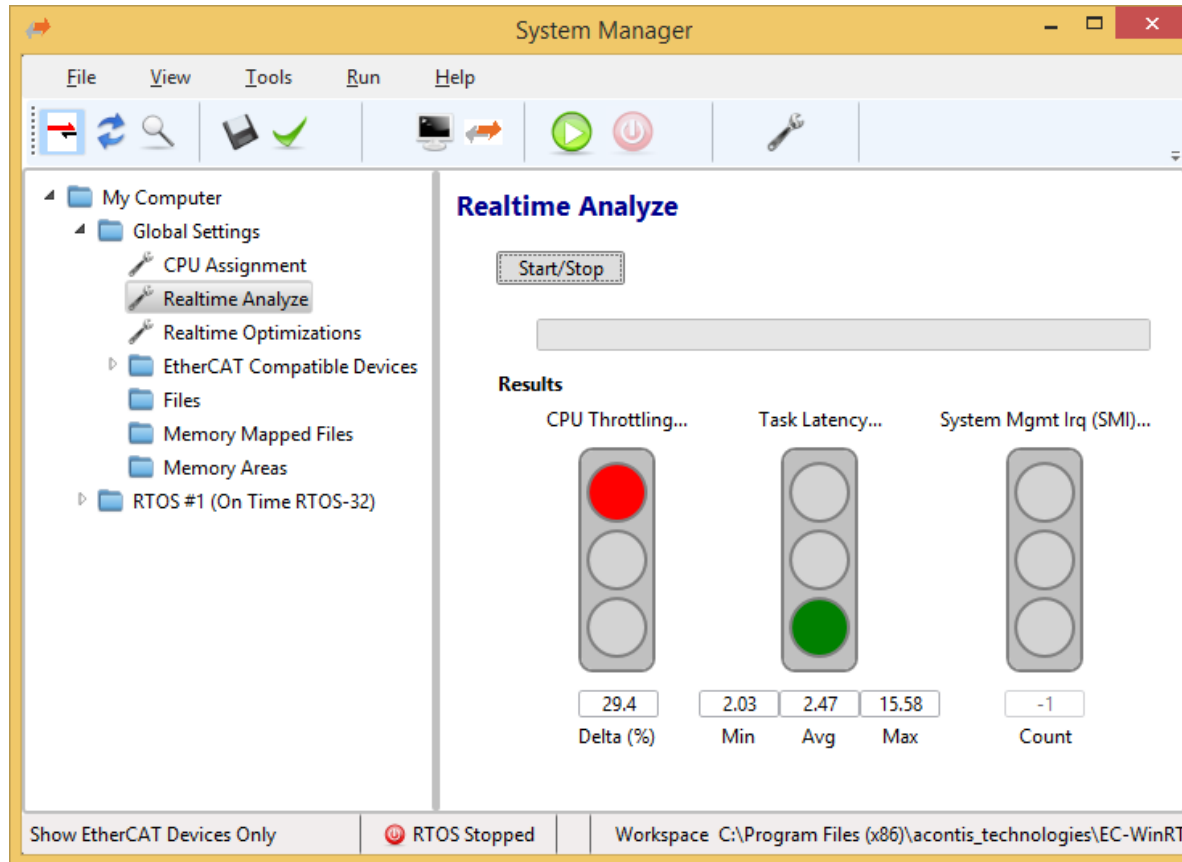 System Manager
File View Tools Run Help
My Computer
Global Settings
CPU Assignment
Realtime Analyze
Realtime Optimizations
EtherCAT Compatible Devices
Files
Memory Mapped Files
Memory Areas
RTOS #1 (On Time RTOS-32)
Realtime Analyze
Start/Stop
Results
CPU Throttling... Task Latency... System Mgmt Irq (SMI)...
29.4 2.03 2.47 15.58 -1
Delta (%) Min Avg Max Count
Show EtherCAT Devices Only RTOS Stopped Workspace C:\Program Files (x86)\acontis_technologies\EC-WinRT